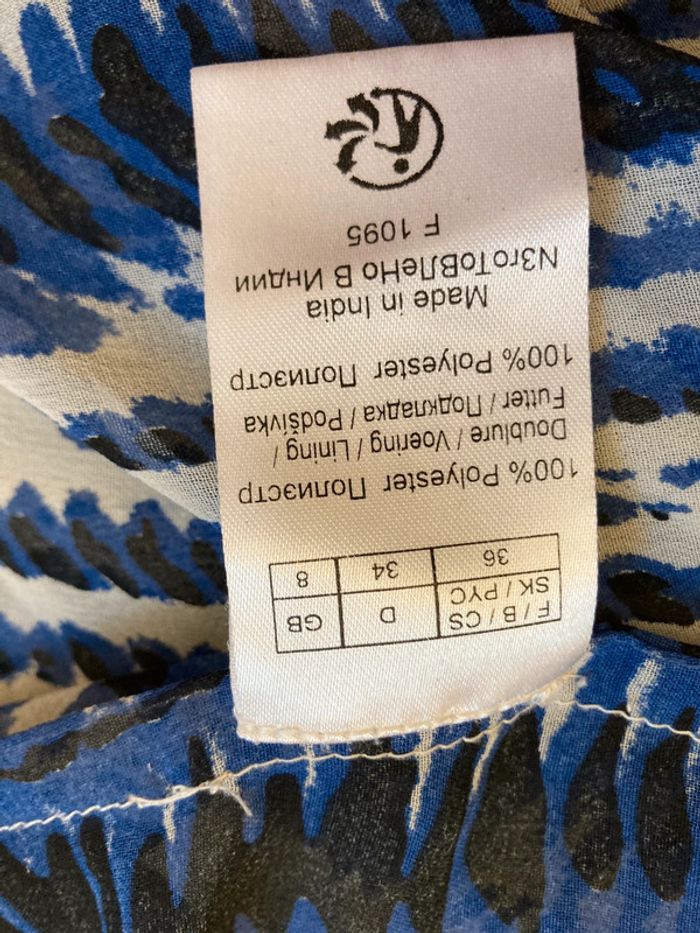 F / B / CS
SK / РУС
D
GB
36
34
8
100% Polyester Полиэстр
Doublure / Voering / Lining /
Futter / Подкладка / Podšívka
100% Polyester Полиэстр
Made in India
NЗготовлено В Индии
F 1095